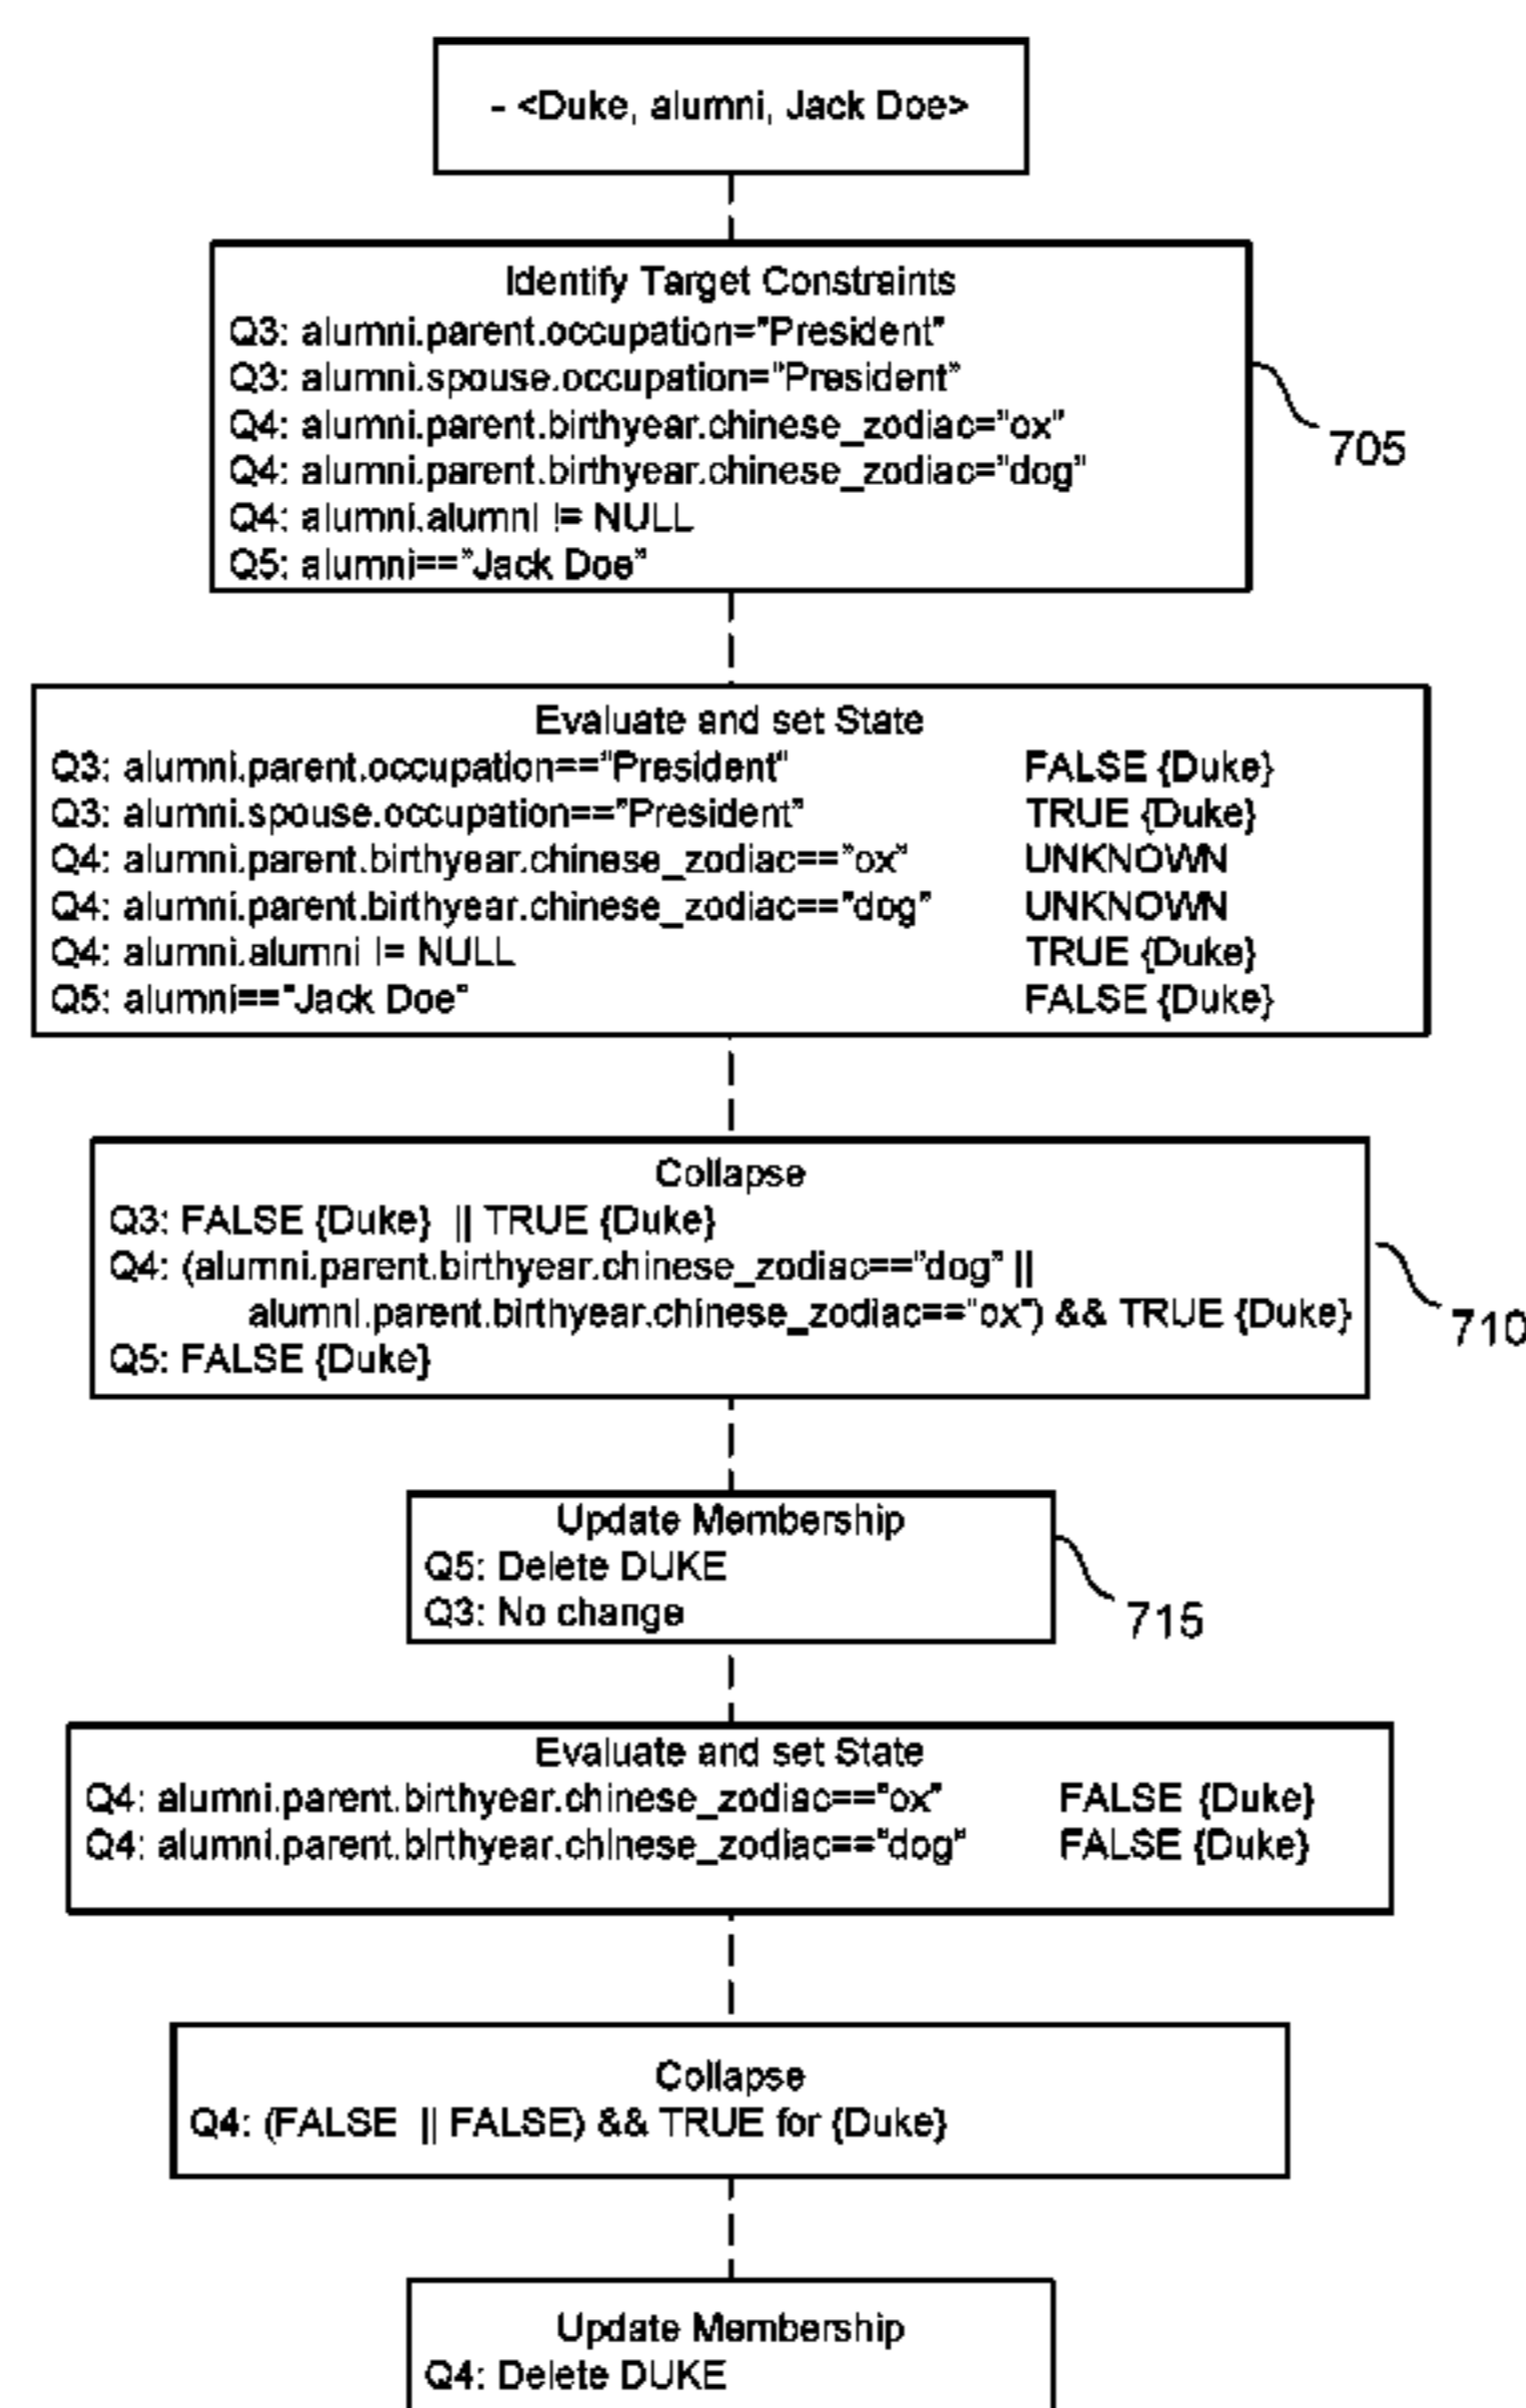 - <Duke, alumni, Jack Doe>
Identify Target Constraints
Q3: alumni.parent.occupation="President"
Q3: alumni.spouse.occupation="President"
Q4: alumni.parent.birthyear.chinese_zodiac="ox"
Q4: alumni.parent.birthyear.chinese_zodiac="dog"
Q4: alumni.alumni != NULL
Q5: alumni=="Jack Doe"
705
Evaluate and set State
Q3: alumni.parent.occupation=="President" FALSE {Duke}
Q3: alumni.spouse.occupation=="President" TRUE {Duke}
Q4: alumni.parent.birthyear.chinese_zodiac=="ox" UNKNOWN
Q4: alumni.parent.birthyear.chinese_zodiac=="dog" UNKNOWN
Q4: alumni.alumni != NULL TRUE {Duke}
Q5: alumni=="Jack Doe" FALSE {Duke}
Collapse
Q3: FALSE {Duke} || TRUE {Duke}
Q4: (alumni.parent.birthyear.chinese_zodiac=="dog" ||
alumni.parent.birthyear.chinese_zodiac=="ox") && TRUE {Duke}
Q5: FALSE {Duke}
710
Update Membership
Q5: Delete DUKE
Q3: No change
715
Evaluate and set State
Q4: alumni.parent.birthyear.chinese_zodiac=="ox" FALSE {Duke}
Q4: alumni.parent.birthyear.chinese_zodiac=="dog" FALSE {Duke}
Collapse
Q4: (FALSE || FALSE) && TRUE for {Duke}
Update Membership
Q4: Delete DUKE